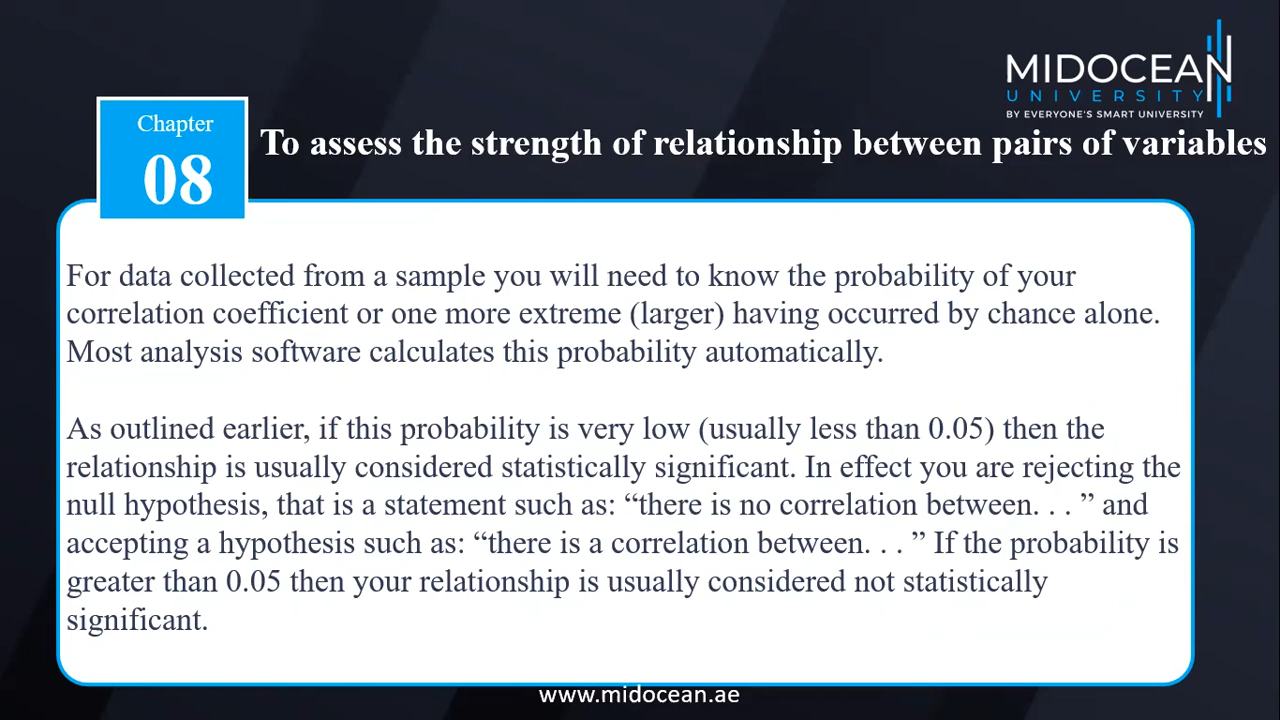 MIDOCEAN
UNIVERSITY
BY EVERYONE'S SMART UNIVERSITY
Chapter
08
To assess the strength of relationship between pairs of variables
For data collected from a sample you will need to know the probability of your
correlation coefficient or one more extreme (larger) having occurred by chance alone.
Most analysis software calculates this probability automatically.
As outlined earlier, if this probability is very low (usually less than 0.05) then the
relationship is usually considered statistically significant. In effect you are rejecting the
null hypothesis, that is a statement such as: “there is no correlation between. . . ” and
accepting a hypothesis such as: “there is a correlation between. . . ” If the probability is
greater than 0.05 then your relationship is usually considered not statistically
significant.
www.midocean.ae